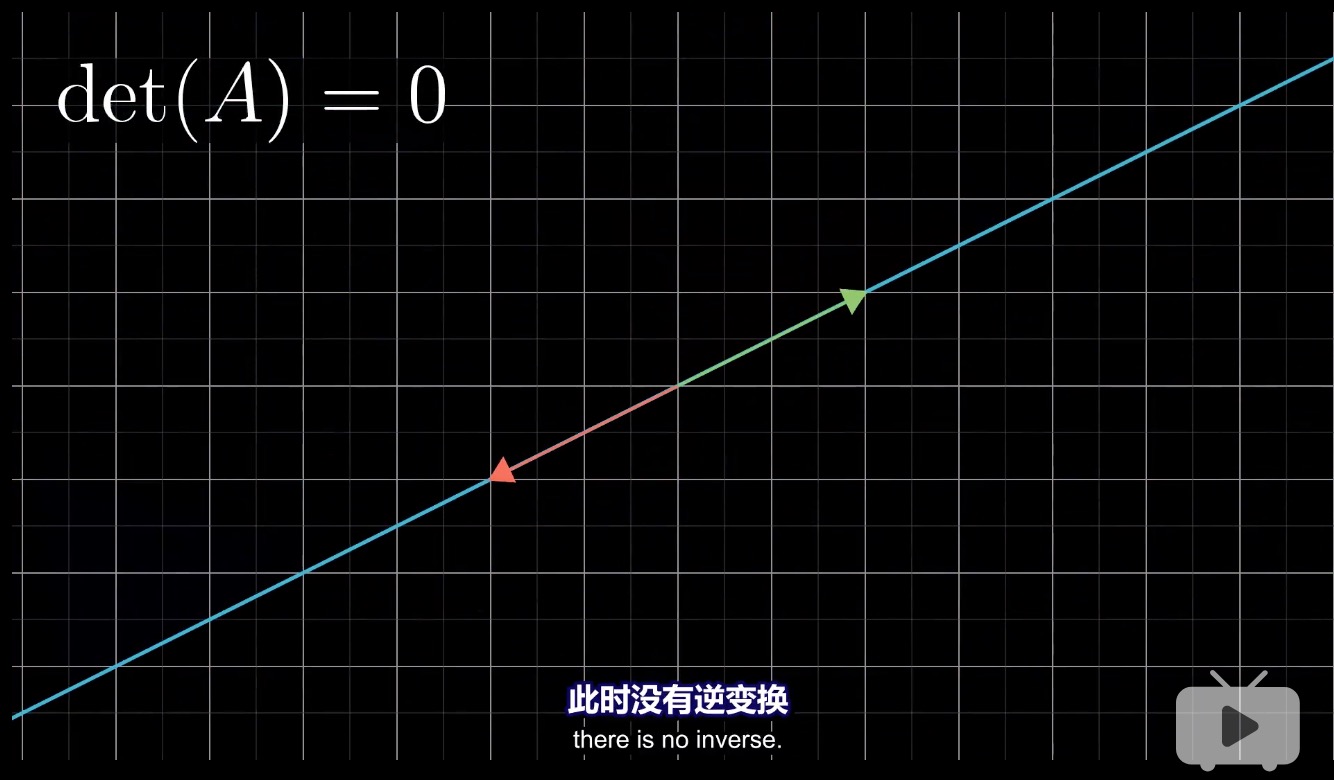 det(A) = 0
此时没有逆变换
there is no inverse.